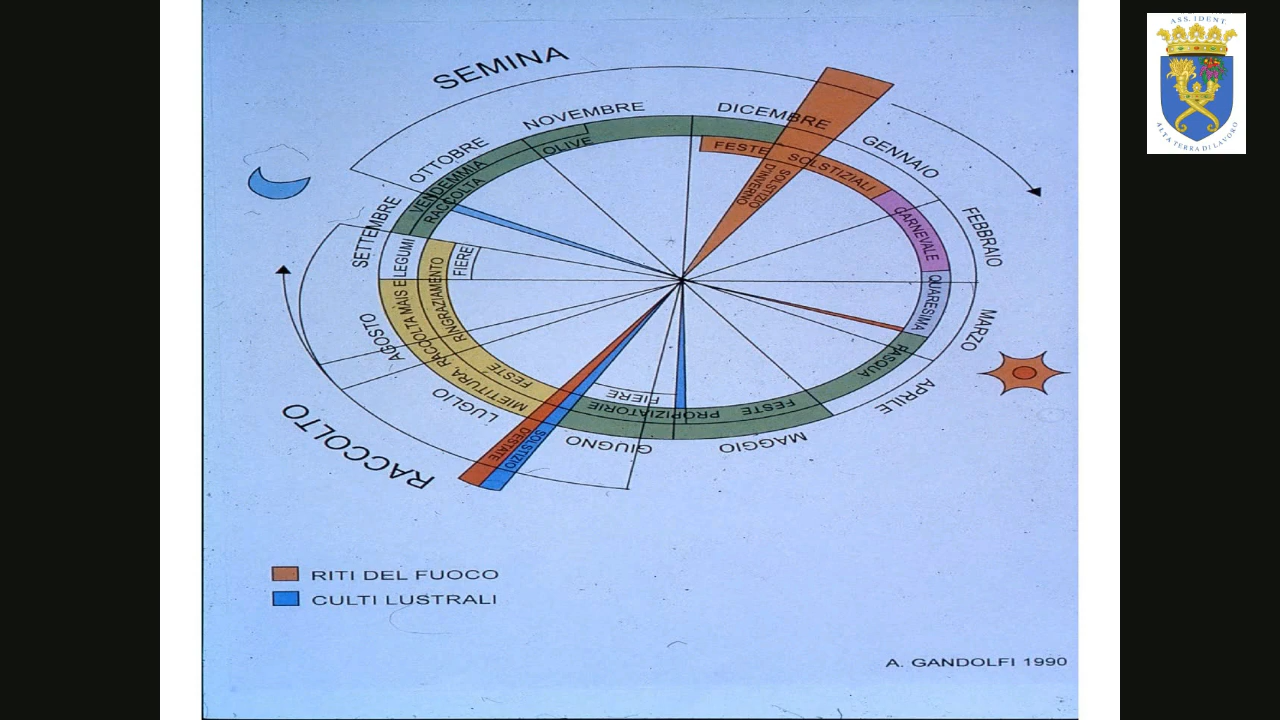 ASS. IDENT.
ALTA TERRA DI LAVORO
SEMINA
NOVEMBRE
DICEMBRE
OTTOBRE
GENNAIO
OLIVE
VENDEMMIA
RACCOLTA
FESTE SOLSTIZIALI
SOLSTIZIO
D'INVERNO
SETTEMBRE
CARNEVALE
FEBBRAIO
FIERE
QUARESIMA
RINGRAZIAMENTO
MIETITURA, RACCOLTA MAIS E LEGUMI
AGOSTO
MARZO
PASQUA
FESTE
LUGLIO
APRILE
FIERE
FESTE PROPIZIATORIE
SOLSTIZIO
D'ESTATE
GIUGNO
MAGGIO
RACCOLTO
RITI DEL FUOCO
CULTI LUSTRALI
A. GANDOLFI 1990